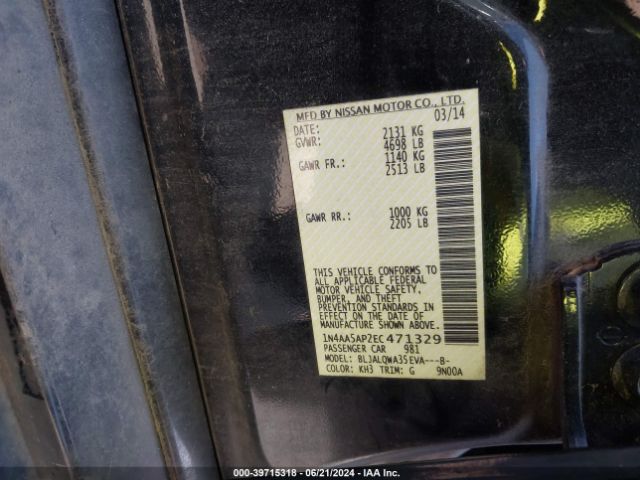 MFD BY NISSAN MOTOR CO., LTD.
DATE: 03/14
GVWR: 2131 KG
4698 LB
GAWR FR.: 1140 KG
2513 LB
GAWR RR.: 1000 KG
2205 LB
THIS VEHICLE CONFORMS TO
ALL APPLICABLE FEDERAL
MOTOR VEHICLE SAFETY,
BUMPER, AND THEFT
PREVENTION STANDARDS IN
EFFECT ON THE DATE OF
MANUFACTURE SHOWN ABOVE.
1N4AA5AP2EC471329
PASSENGER CAR 981
MODEL: BLJALQWA35EVA---B-
COLOR: KH3 TRIM: G 9N00A
000-39715318 - 06/21/2024 - IAA Inc.